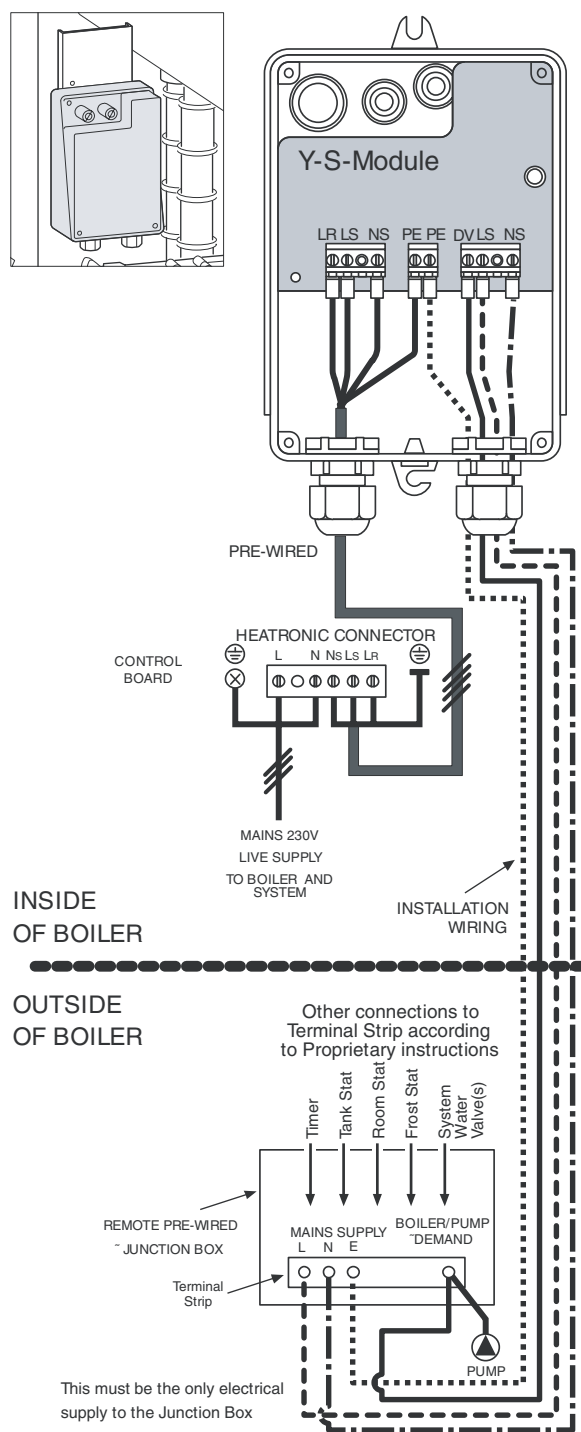 Y-S-Module
LR LS NS PE PE DV LS NS
PRE-WIRED
HEATRONIC CONNECTOR
CONTROL
BOARD
L N NS LS LR
MAINS 230V
LIVE SUPPLY
TO BOILER AND
SYSTEM
INSTALLATION
WIRING
INSIDE
OF BOILER
OUTSIDE
OF BOILER
Other connections to
Terminal Strip according
to Proprietary instructions
Timer
Tank Stat
Room Stat
Frost Stat
System
Water
Valve(s)
REMOTE PRE-WIRED
~ JUNCTION BOX
MAINS SUPPLY
L N E
BOILER/PUMP
~DEMAND
Terminal
Strip
PUMP
This must be the only electrical
supply to the Junction Box